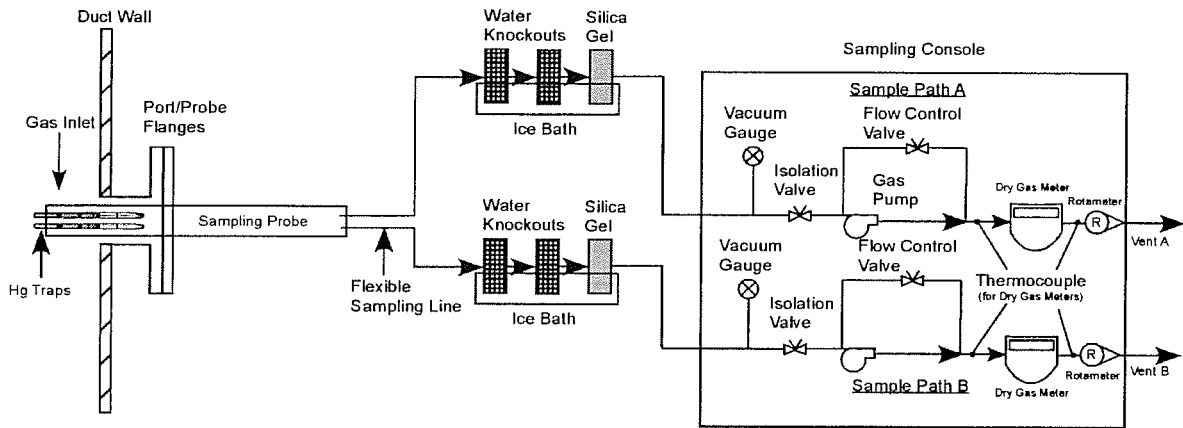 Duct Wall
Gas Inlet
Port/Probe
Flanges
Hg Traps
Sampling Probe
Flexible
Sampling Line
Water
Knockouts
Silica
Gel
Ice Bath
Water
Knockouts
Silica
Gel
Ice Bath
Sampling Console
Sample Path A
Vacuum
Gauge
Isolation
Valve
Flow Control
Valve
Gas
Pump
Dry Gas Meter
Rotameter
R
Vent A
Vacuum
Gauge
Isolation
Valve
Flow Control
Valve
Thermocouple
(for Dry Gas Meters)
Sample Path B
Dry Gas Meter
R
Rotameter
Vent B